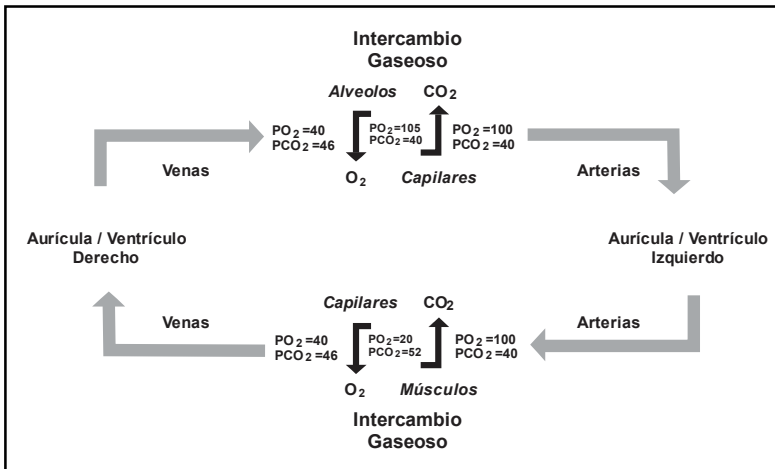 Intercambio
Gaseoso
Alveolos CO₂
PO₂=40
PCO₂=46
PO₂=105
PCO₂=40
PO₂=100
PCO₂=40
Venas
Arterias
O₂ Capilares
Aurícula / Ventrículo
Derecho
Aurícula / Ventrículo
Izquierdo
Capilares CO₂
Venas
Arterias
PO₂=40
PCO₂=46
PO₂=20
PCO₂=52
PO₂=100
PCO₂=40
O₂ Músculos
Intercambio
Gaseoso